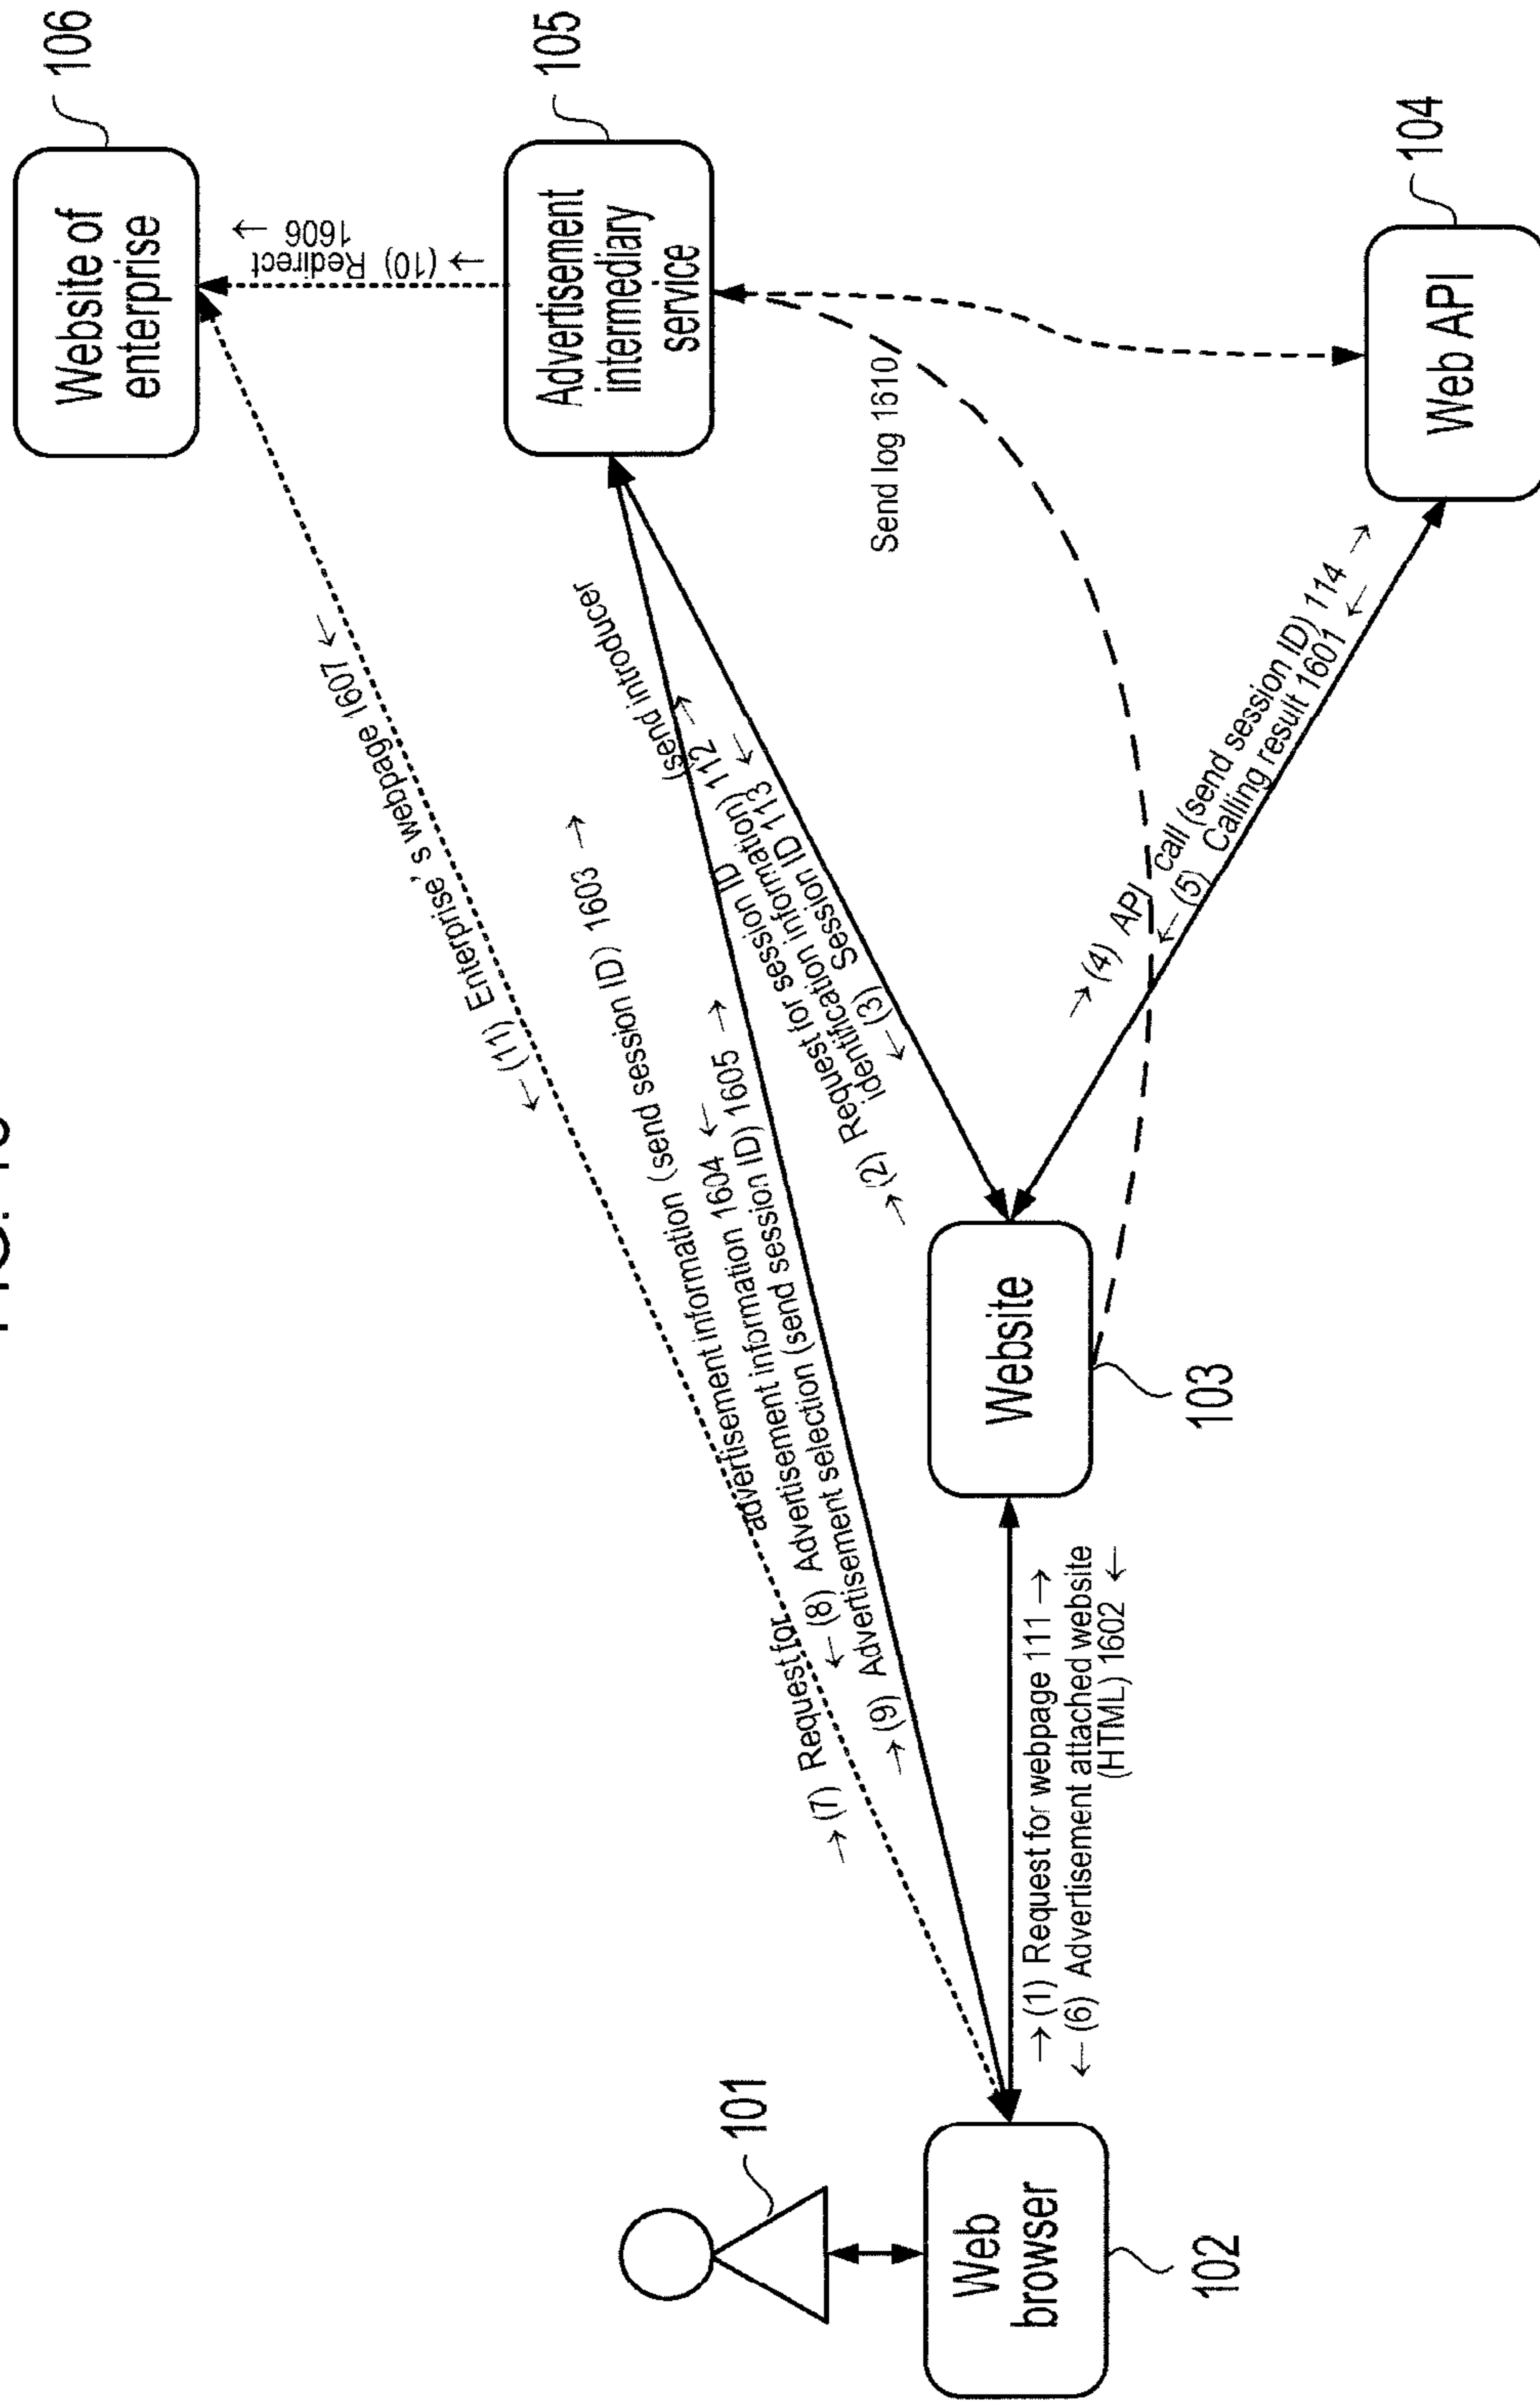 106
Website of
enterprise
→ (10) Redirect
1606 →
105
Advertisement
intermediary
service
Send log 1610
104
Web API
← (11) Enterprise's webpage 1607 ←
→ (7) Request for
advertisement information (send session ID) 1603 →
← (8) Advertisement information 1604 ←
→ (9) Advertisement selection (send session ID) 1605 →
→ (2) Request for session ID
(send introducer
identification information) 112 →
← (3) Session ID 113 ←
→ (4) API call (send session ID) 114 →
← (5) Calling result 1601 ←
Website
103
→ (1) Request for webpage 111 →
← (6) Advertisement attached website
(HTML) 1602 ←
101
Web
browser
102